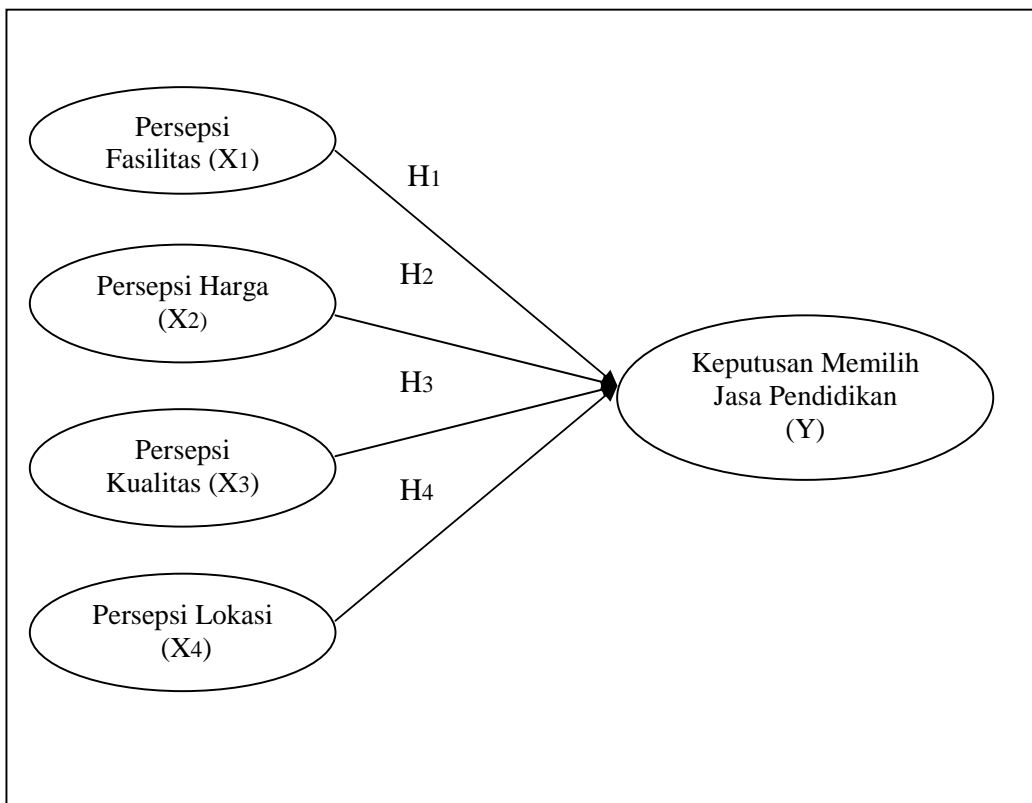 Persepsi
Fasilitas (X1)
H1
H2
Persepsi Harga
(X2)
H3
Keputusan Memilih
Jasa Pendidikan
(Y)
Persepsi
Kualitas (X3)
H4
Persepsi Lokasi
(X4)